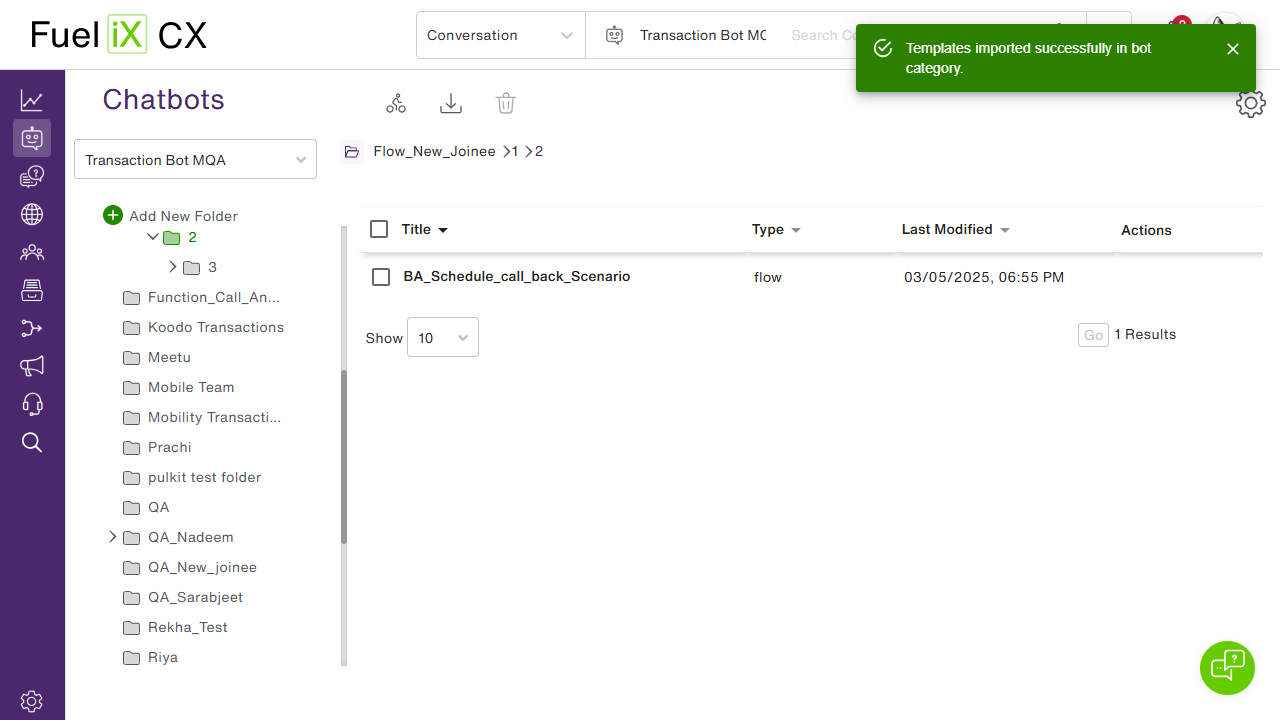 Fuel iX CX
Conversation
Transaction Bot MQ
Templates imported successfully in bot
category.
Chatbots
Transaction Bot MQA
Flow_New_Joinee
1
2
Add New Folder
2
3
Function_Call_An...
Koodo Transactions
Meetu
Mobile Team
Mobility Transacti...
Prachi
pulkit test folder
QA
QA_Nadeem
QA_New_joinee
QA_Sarabjeet
Rekha_Test
Riya
Title
Type
Last Modified
Actions
BA_Schedule_call_back_Scenario
flow
03/05/2025, 06:55 PM
Show
10
Go
1 Results